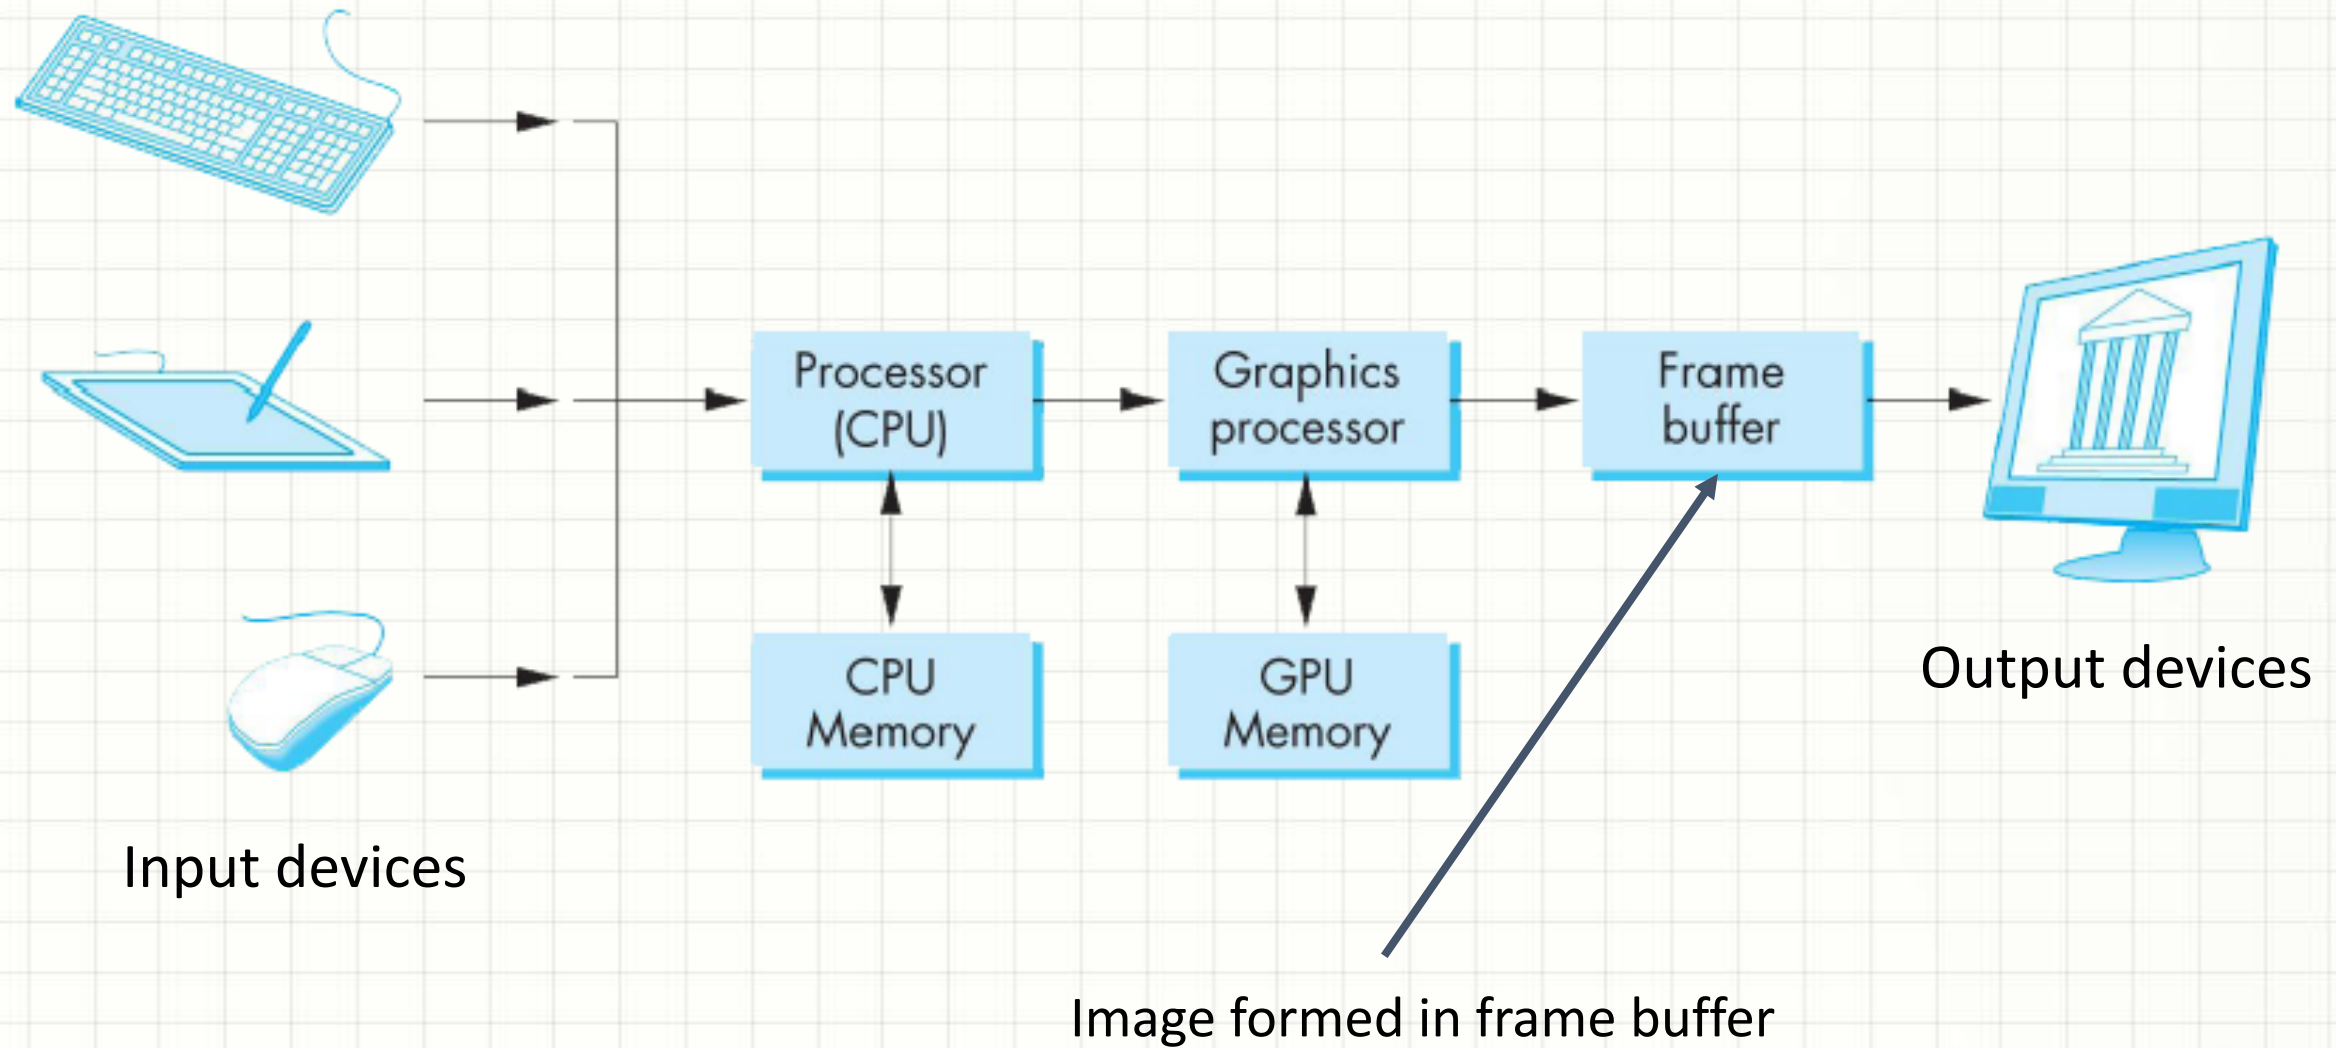 Processor
(CPU)
Graphics
processor
Frame
buffer
CPU
Memory
GPU
Memory
Output devices
Input devices
Image formed in frame buffer